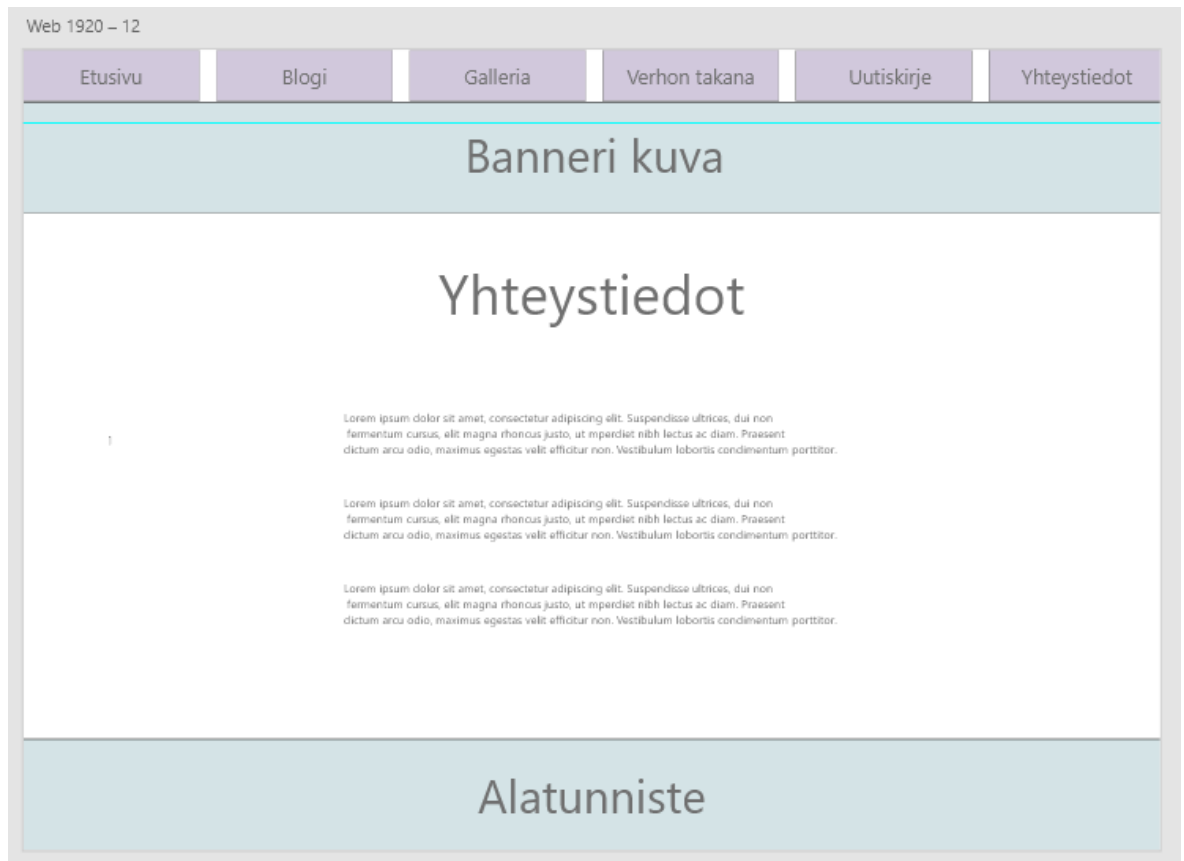 Web 1920 – 12
Etusivu Blogi Galleria Verhon takana Uutiskirje Yhteystiedot
Banneri kuva
Yhteystiedot
1
Lorem ipsum dolor sit amet, consectetur adipiscing elit. Suspendisse ultrices, dui non
fermentum cursus, elit magna rhoncus justo, ut mperdiet nibh lectus ac diam. Praesent
dictum arcu odio, maximus egestas velit efficitur non. Vestibulum lobortis condimentum porttitor.
Lorem ipsum dolor sit amet, consectetur adipiscing elit. Suspendisse ultrices, dui non
fermentum cursus, elit magna rhoncus justo, ut mperdiet nibh lectus ac diam. Praesent
dictum arcu odio, maximus egestas velit efficitur non. Vestibulum lobortis condimentum porttitor.
Lorem ipsum dolor sit amet, consectetur adipiscing elit. Suspendisse ultrices, dui non
fermentum cursus, elit magna rhoncus justo, ut mperdiet nibh lectus ac diam. Praesent
dictum arcu odio, maximus egestas velit efficitur non. Vestibulum lobortis condimentum porttitor.
Alatunniste